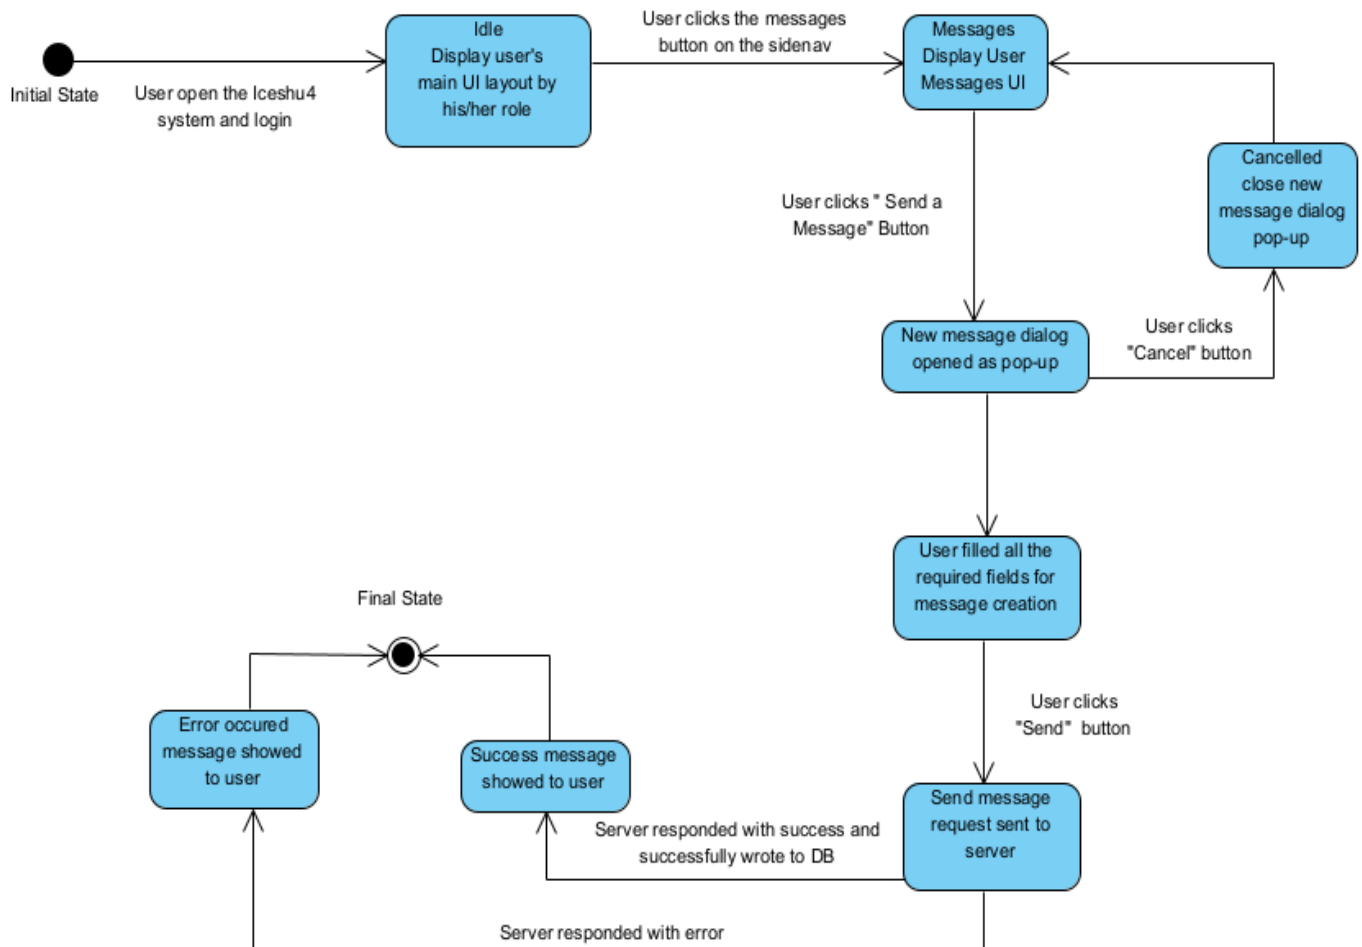 Initial State
User open the Iceshu4
system and login
Idle
Display user's
main UI layout by
his/her role
User clicks the messages
button on the sidenav
Messages
Display User
Messages UI
Cancelled
close new
message dialog
pop-up
User clicks " Send a
Message" Button
New message dialog
opened as pop-up
User clicks
"Cancel" button
User filled all the
required fields for
message creation
User clicks
"Send"  button
Send message
request sent to
server
Server responded with success and
successfully wrote to DB
Success message
showed to user
Server responded with error
Error occured
message showed
to user
Final State